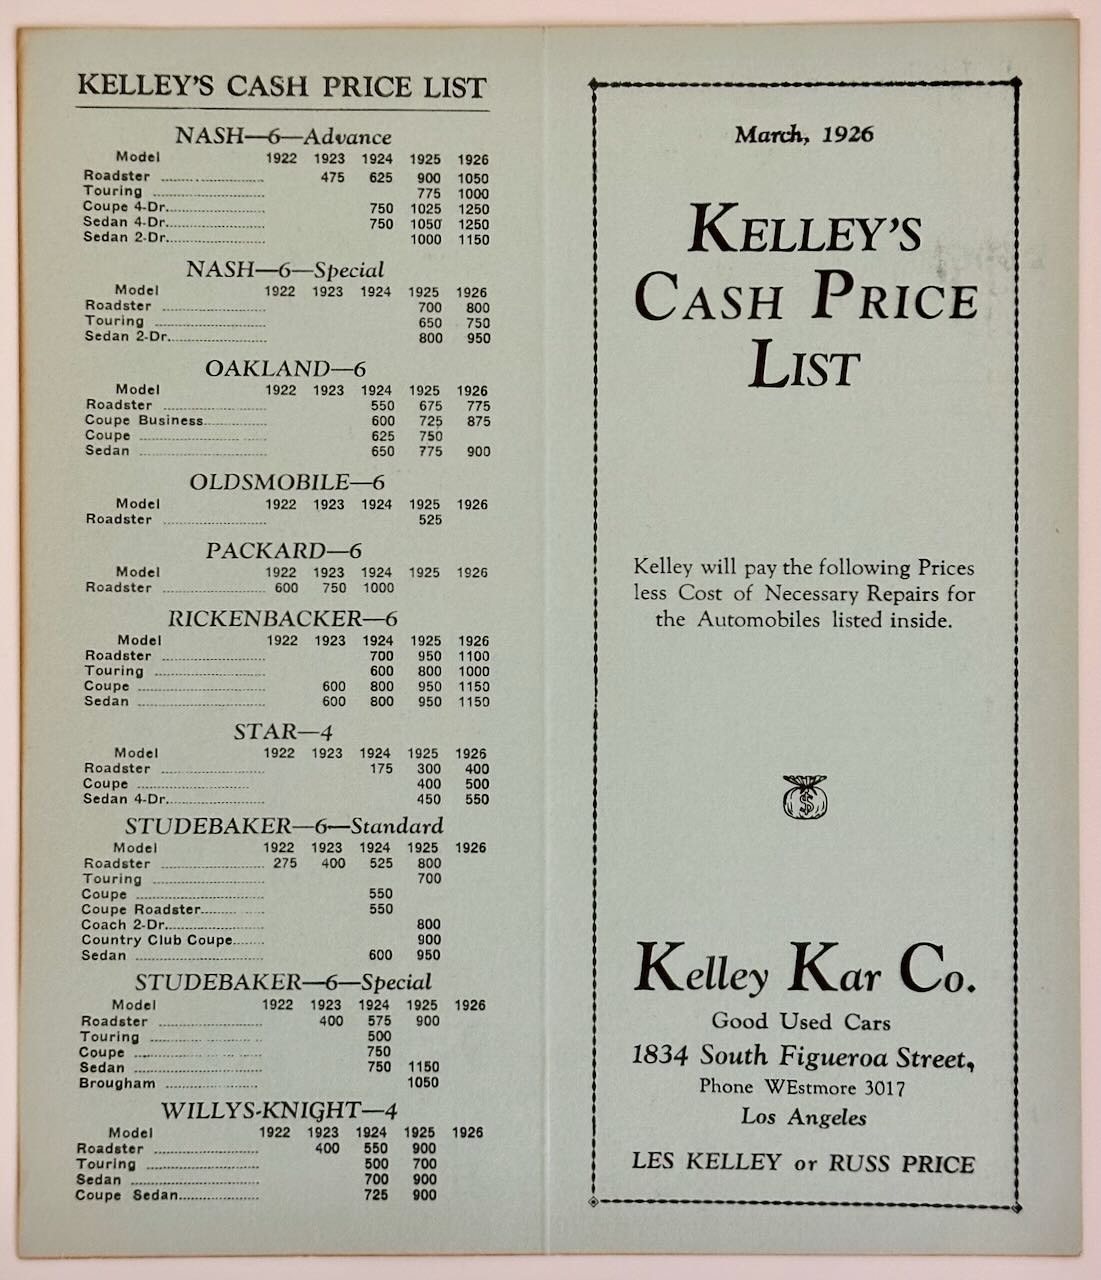 KELLEY'S CASH PRICE LIST
NASH—6—Advance
Model 1922 1923 1924 1925 1926
Roadster 475 625 900 1050
Touring 775 1000
Coupe 4-Dr. 750 1025 1250
Sedan 4-Dr. 750 1050 1250
Sedan 2-Dr. 1000 1150
NASH—6—Special
Model 1922 1923 1924 1925 1926
Roadster 700 800
Touring 650 750
Sedan 2-Dr. 800 950
OAKLAND—6
Model 1922 1923 1924 1925 1926
Roadster 550 675 775
Coupe Business 600 725 875
Coupe 625 750
Sedan 650 775 900
OLDSMOBILE—6
Model 1922 1923 1924 1925 1926
Roadster 525
PACKARD—6
Model 1922 1923 1924 1925 1926
Roadster 600 750 1000
RICKENBACKER—6
Model 1922 1923 1924 1925 1926
Roadster 700 950 1100
Touring 600 800 1000
Coupe 600 800 950 1150
Sedan 600 800 950 1150
STAR—4
Model 1922 1923 1924 1925 1926
Roadster 175 300 400
Coupe 400 500
Sedan 4-Dr. 450 550
STUDEBAKER—6—Standard
Model 1922 1923 1924 1925 1926
Roadster 275 400 525 800
Touring 700
Coupe 550
Coupe Roadster 550
Coach 2-Dr. 800
Country Club Coupe 900
Sedan 600 950
STUDEBAKER—6—Special
Model 1922 1923 1924 1925 1926
Roadster 400 575 900
Touring 500
Coupe 750
Sedan 750 1150
Brougham 1050
WILLYS-KNIGHT—4
Model 1922 1923 1924 1925 1926
Roadster 400 550 900
Touring 500 700
Sedan 700 900
Coupe Sedan 725 900
March, 1926
KELLEY'S
CASH PRICE
LIST
Kelley will pay the following Prices
less Cost of Necessary Repairs for
the Automobiles listed inside.
$
Kelley Kar Co.
Good Used Cars
1834 South Figueroa Street,
Phone WEstmore 3017
Los Angeles
LES KELLEY or RUSS PRICE